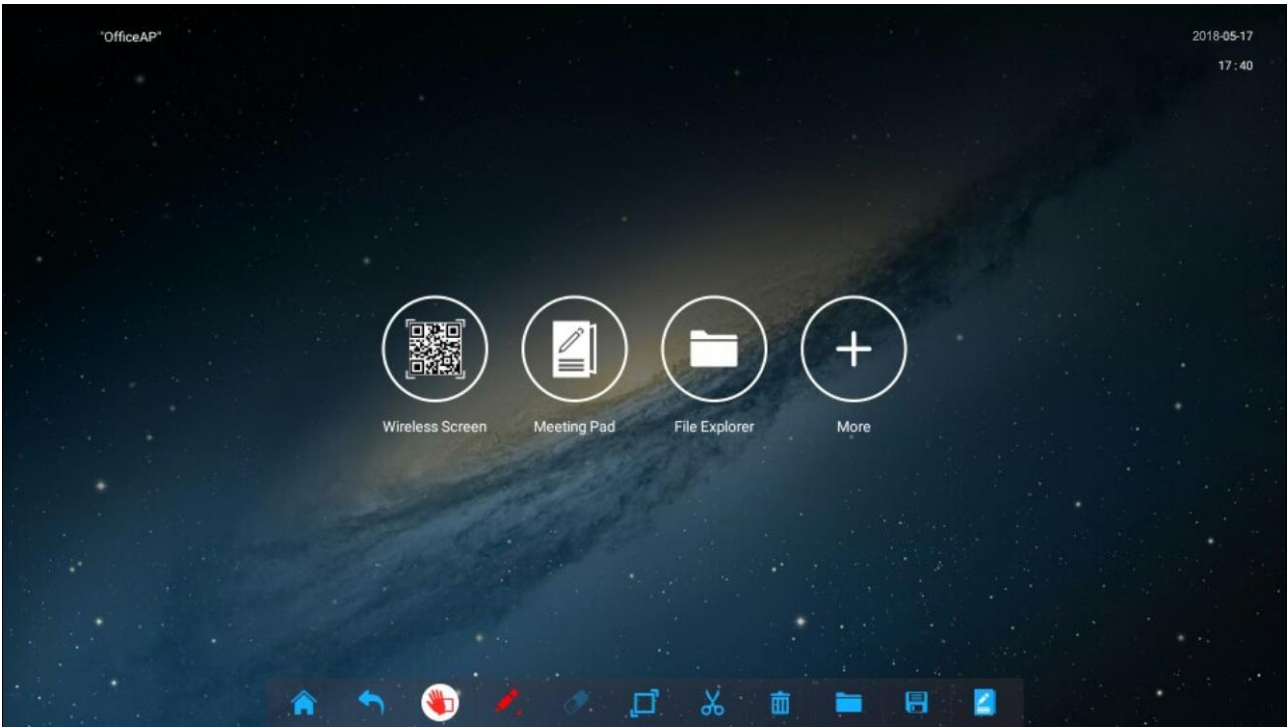 "OfficeAP"
2018-05-17
17:40
Wireless Screen
Meeting Pad
File Explorer
More